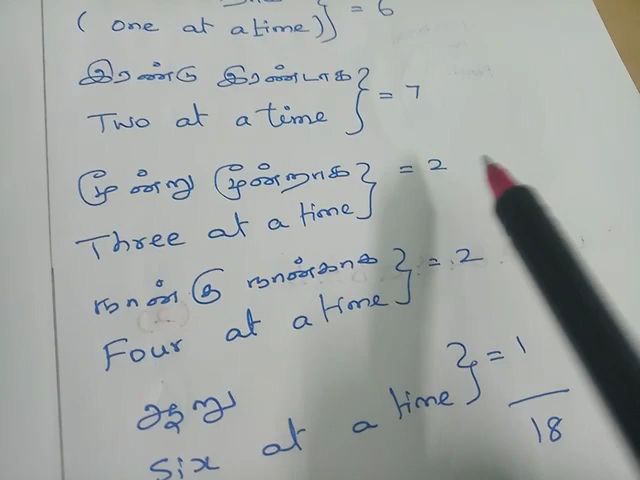 ( one at a time) } = 6
இரண்டு இரண்டாக
Two at a time } = 7
மூன்று மூன்றாக } = 2
Three at a time
நான்கு நான்காக } = 2
Four at a time
ஆறு } = 1
Six at a time
18